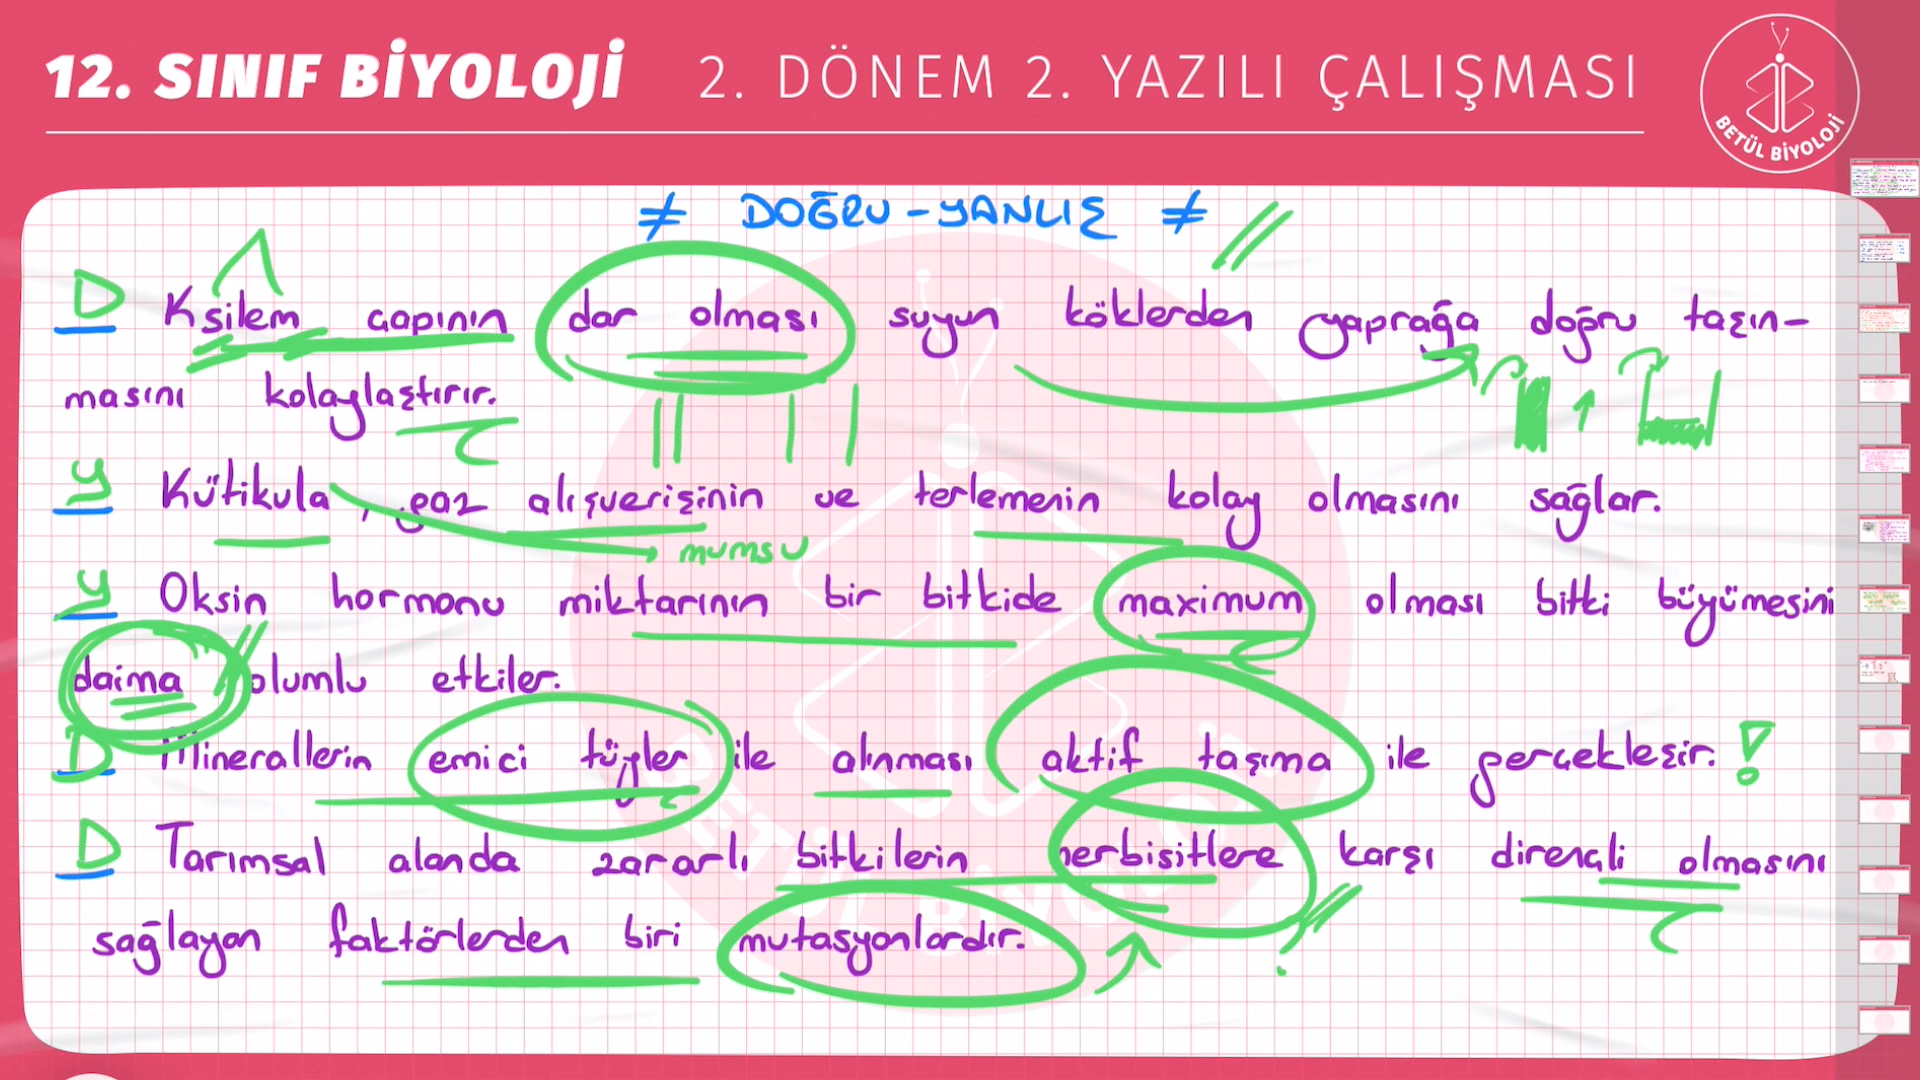 12. SINIF BİYOLOJİ 2. DÖNEM 2. YAZILI ÇALIŞMASI
BETÜL BİYOLOJİ
≠ DOĞRU - YANLIŞ ≠
D Ksilem çapının dar olması suyun köklerden yaprağa doğru taşın-
masını kolaylaştırır.
Y Kütikula, gaz alışverişinin ve terlemenin kolay olmasını sağlar.
mumsu
Y Oksin hormonu miktarının bir bitkide maximum olması bitki büyümesini
daima olumlu etkiler.
D Minerallerin emici tüyler ile alınması aktif taşıma ile gerçekleşir. !
D Tarımsal alanda zararlı bitkilerin herbisitlere karşı dirençli olmasını
sağlayan faktörlerden biri mutasyonlardır.